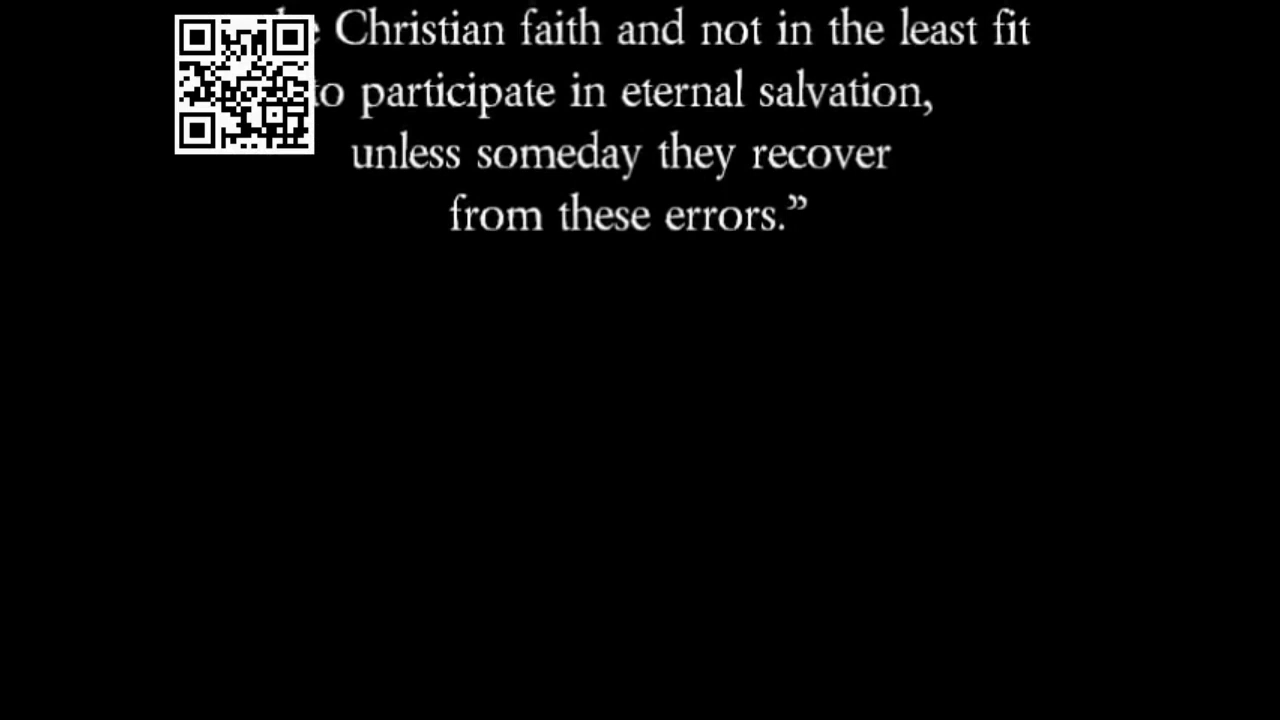 Christian faith and not in the least fit
to participate in eternal salvation,
unless someday they recover
from these errors.”